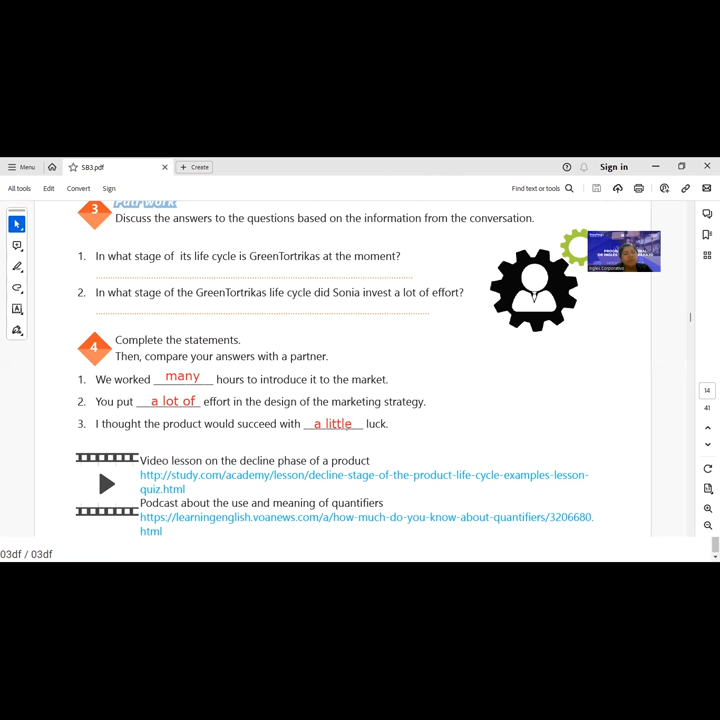 Menu
SB3.pdf
Create
Sign in
All tools Edit Convert Sign
Find text or tools
3 Pair work
Discuss the answers to the questions based on the information from the conversation.
1. In what stage of its life cycle is GreenTortrikas at the moment?
2. In what stage of the GreenTortrikas life cycle did Sonia invest a lot of effort?
Ingles Corporativo
4 Complete the statements.
Then, compare your answers with a partner.
1. We worked many hours to introduce it to the market.
2. You put a lot of effort in the design of the marketing strategy.
3. I thought the product would succeed with a little luck.
Video lesson on the decline phase of a product
http://study.com/academy/lesson/decline-stage-of-the-product-life-cycle-examples-lesson-
quiz.html
Podcast about the use and meaning of quantifiers
https://learningenglish.voanews.com/a/how-much-do-you-know-about-quantifiers/3206680.
html
14
41
03df / 03df